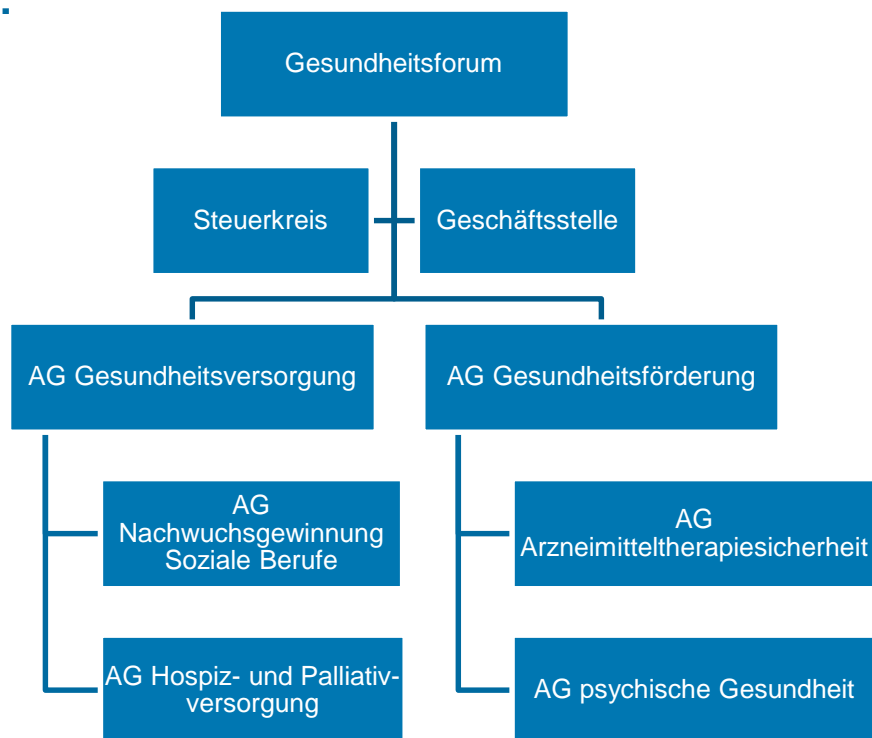 Gesundheitsforum
Steuerkreis
Geschäftsstelle
AG Gesundheitsversorgung
AG Gesundheitsförderung
AG
Nachwuchsgewinnung
Soziale Berufe
AG
Arzneimitteltherapiesicherheit
AG Hospiz- und Palliativ-
versorgung
AG psychische Gesundheit